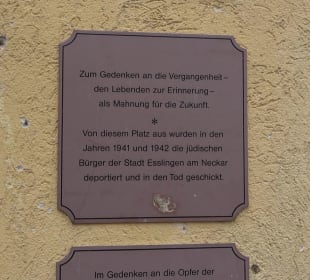 Zum Gedenken an die Vergangenheit –
den Lebenden zur Erinnerung –
als Mahnung für die Zukunft.
*
Von diesem Platz aus wurden in den
Jahren 1941 und 1942 die jüdischen
Bürger der Stadt Esslingen am Neckar
deportiert und in den Tod geschickt.
Im Gedenken an die Opfer der